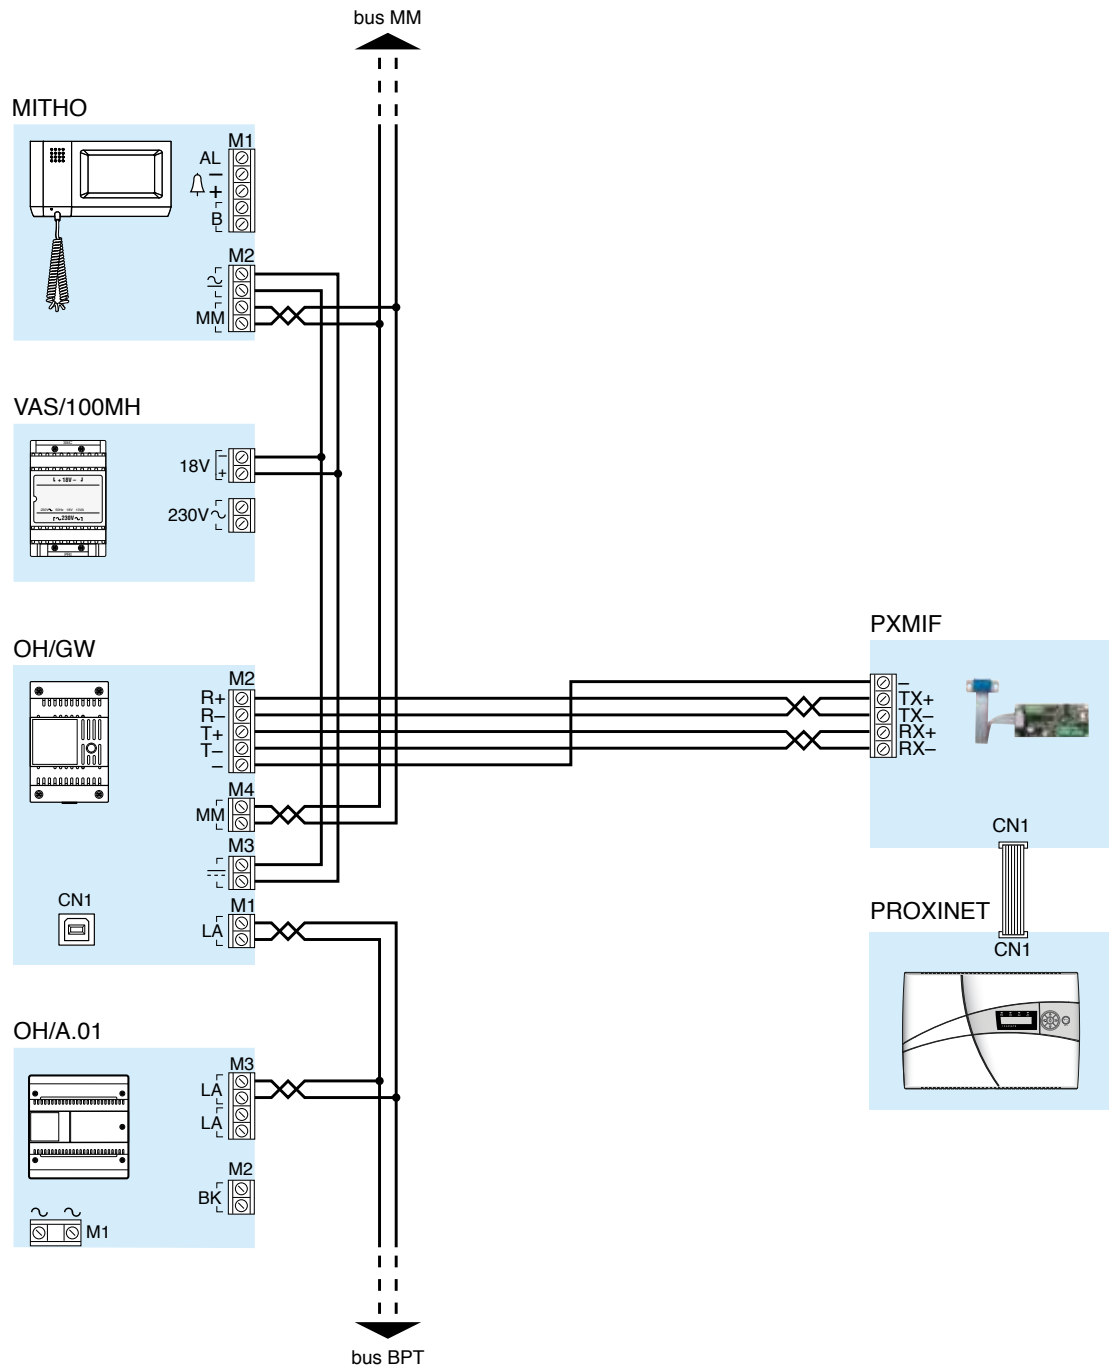 bus MM
MITHO
M1
AL
–
+
B
M2
MM
VAS/100MH
18V
–
+
+ 18V –
230V
230V
OH/GW
M2
R+
R–
T+
T–
–
M4
MM
M3
CN1
M1
LA
PXMIF
–
TX+
TX–
RX+
RX–
CN1
PROXINET
CN1
OH/A.01
M3
LA
LA
M2
BK
M1
bus BPT